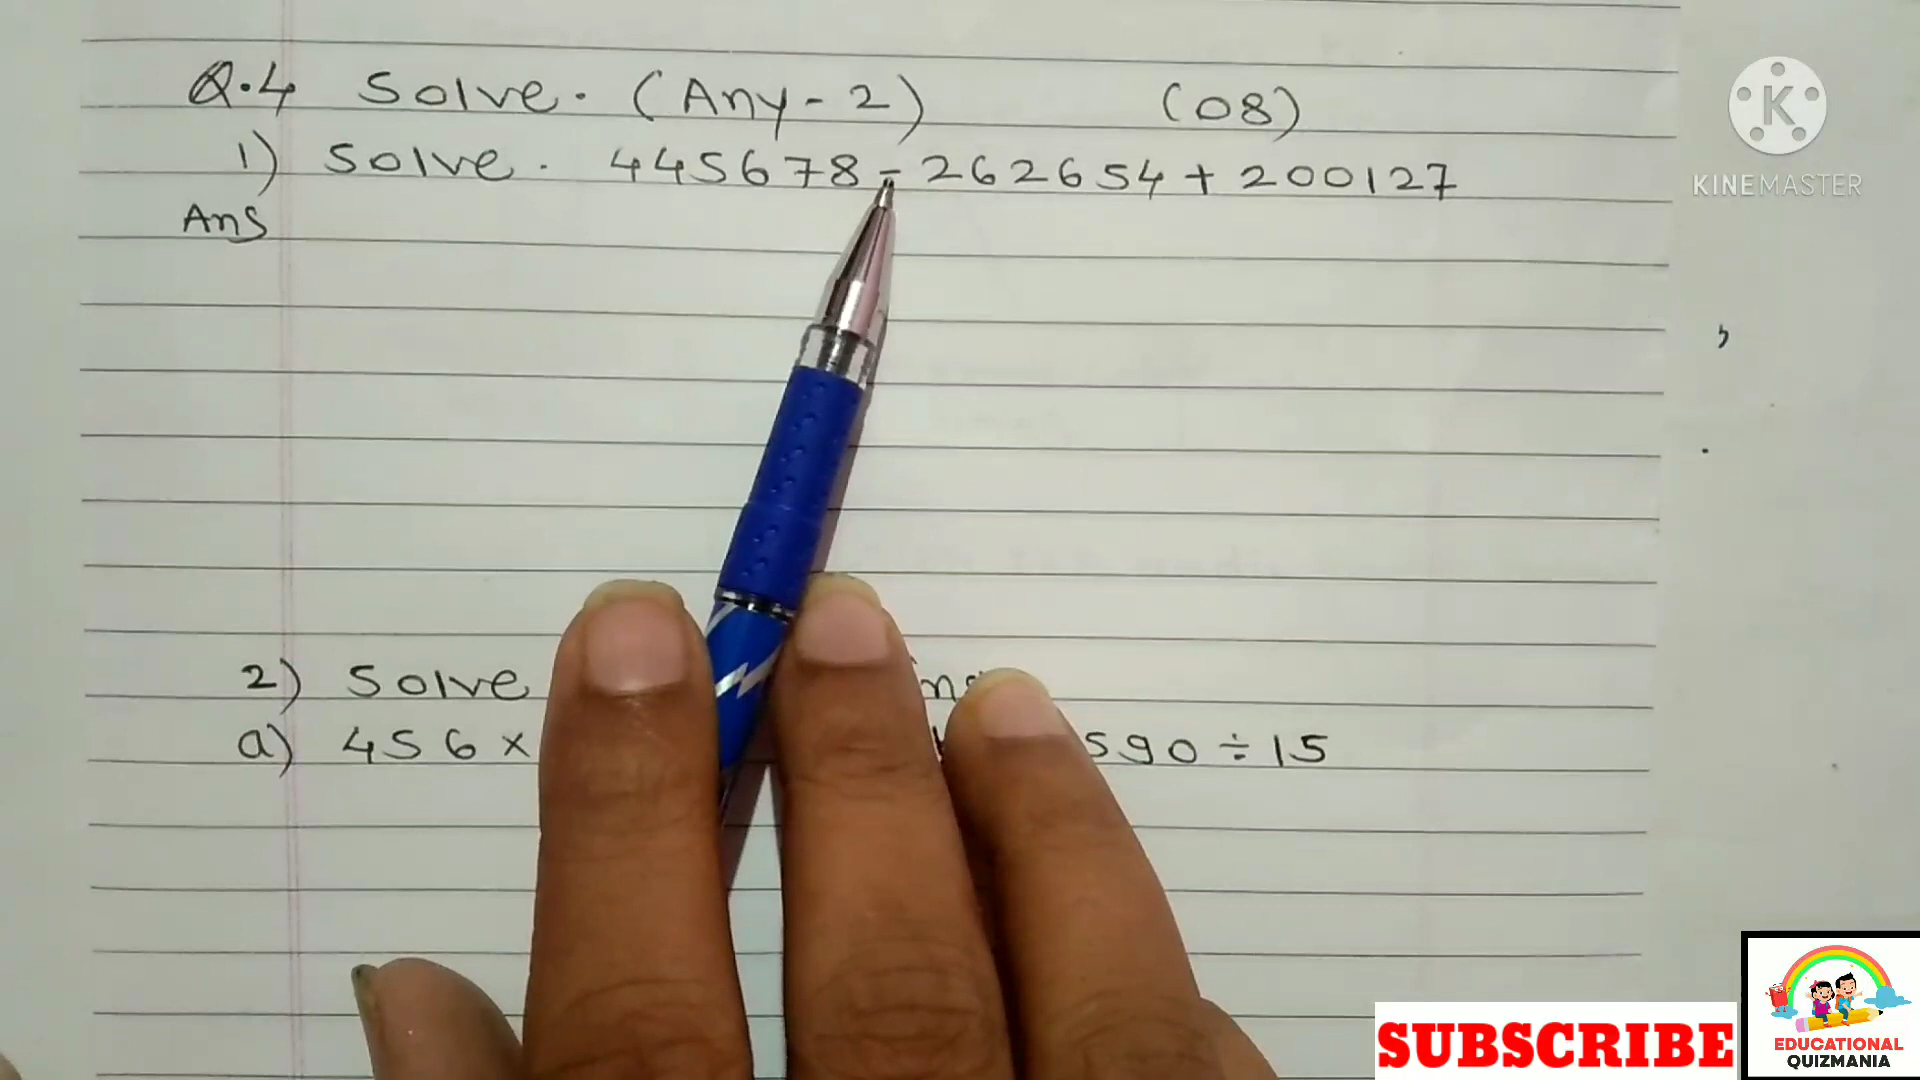 Q.4 Solve. (Any-2) (08)
1) Solve. 445678-262654+200127
Ans
2) Solve
a) 456× 590÷15
KINEMASTER
SUBSCRIBE
EDUCATIONAL
QUIZMANIA